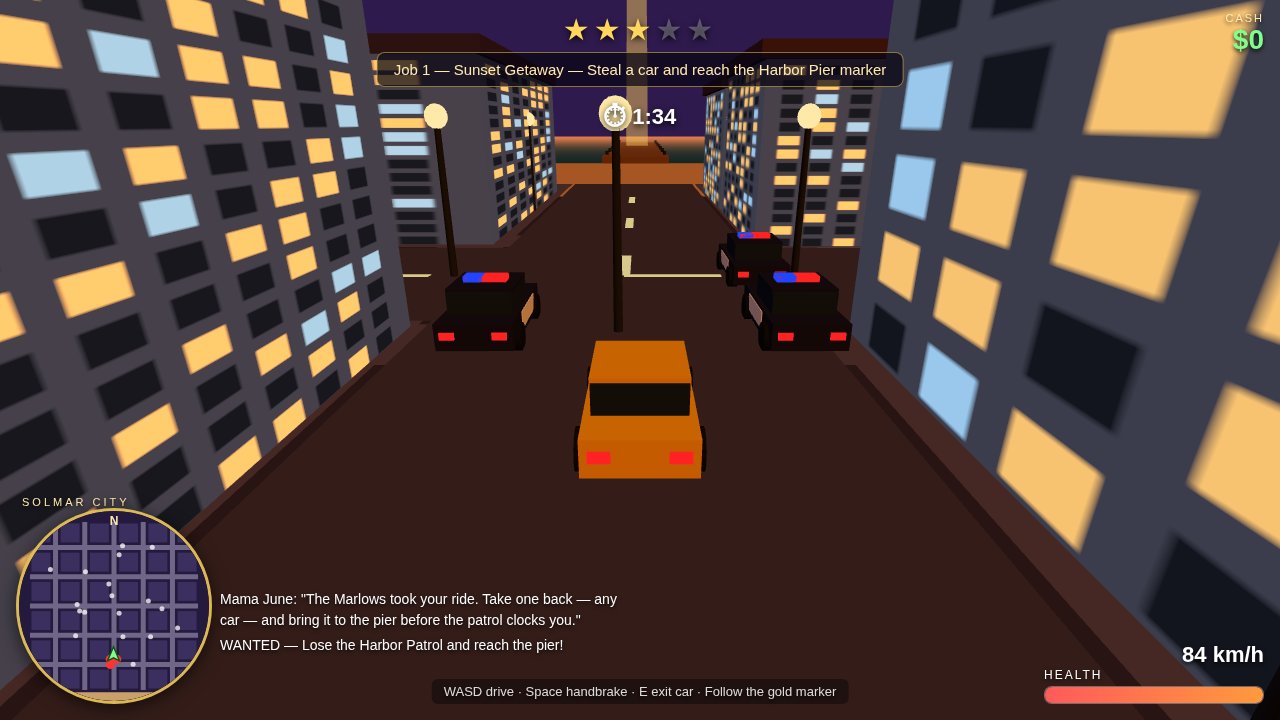 CASH
$0
Job 1 — Sunset Getaway — Steal a car and reach the Harbor Pier marker
1:34
SOLMAR CITY
N
Mama June: "The Marlows took your ride. Take one back — any
car — and bring it to the pier before the patrol clocks you."
WANTED — Lose the Harbor Patrol and reach the pier!
84 km/h
HEALTH
WASD drive · Space handbrake · E exit car · Follow the gold marker